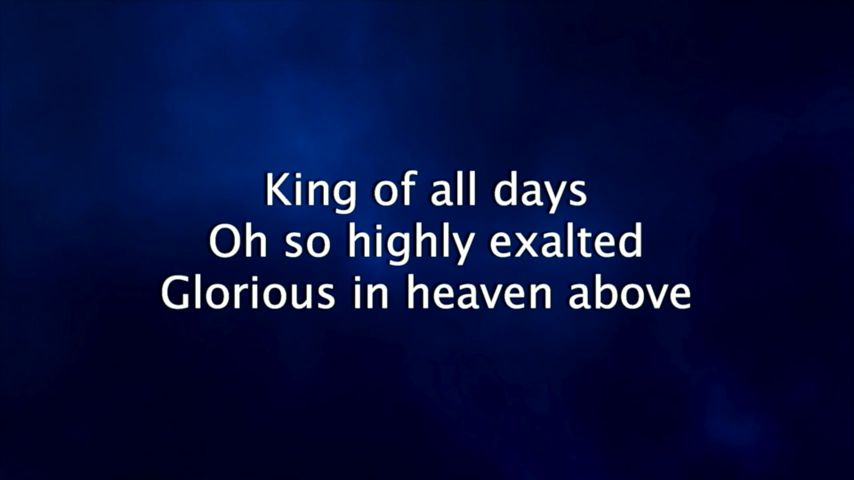 King of all days
Oh so highly exalted
Glorious in heaven above